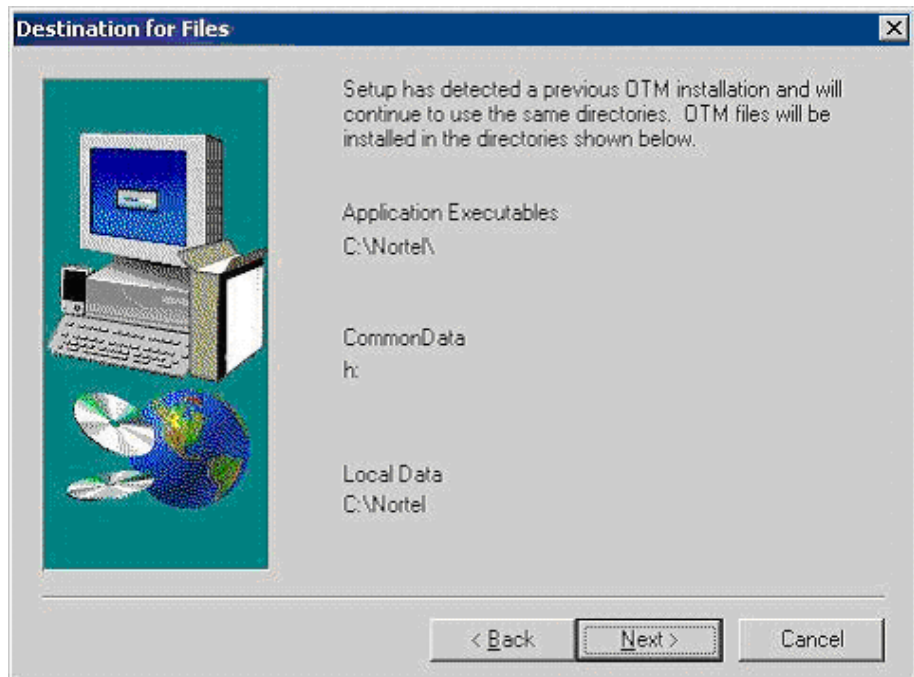 Destination for Files
Setup has detected a previous OTM installation and will
continue to use the same directories.  OTM files will be
installed in the directories shown below.
Application Executables
C:\Nortel\
CommonData
h:
Local Data
C:\Nortel
< Back
Next >
Cancel